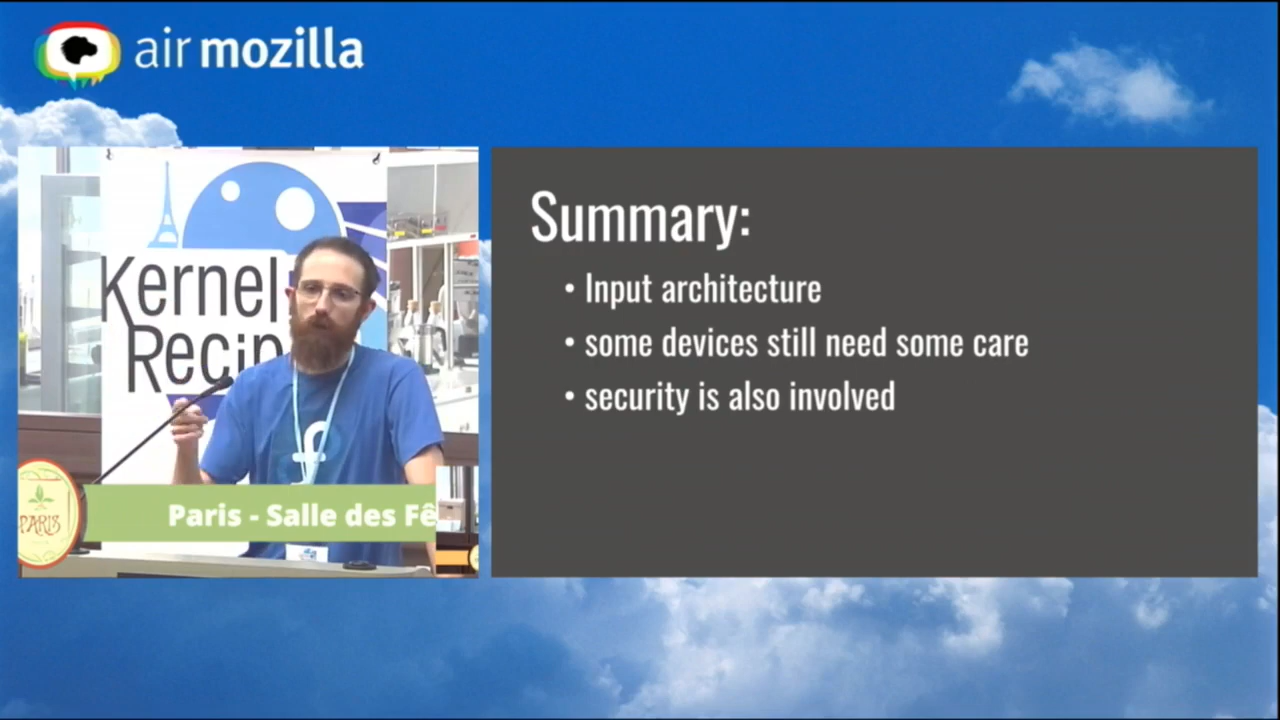 air mozilla
Kernel
Recip
PARIS
Paris - Salle des Fê
Summary:
• Input architecture
• some devices still need some care
• security is also involved